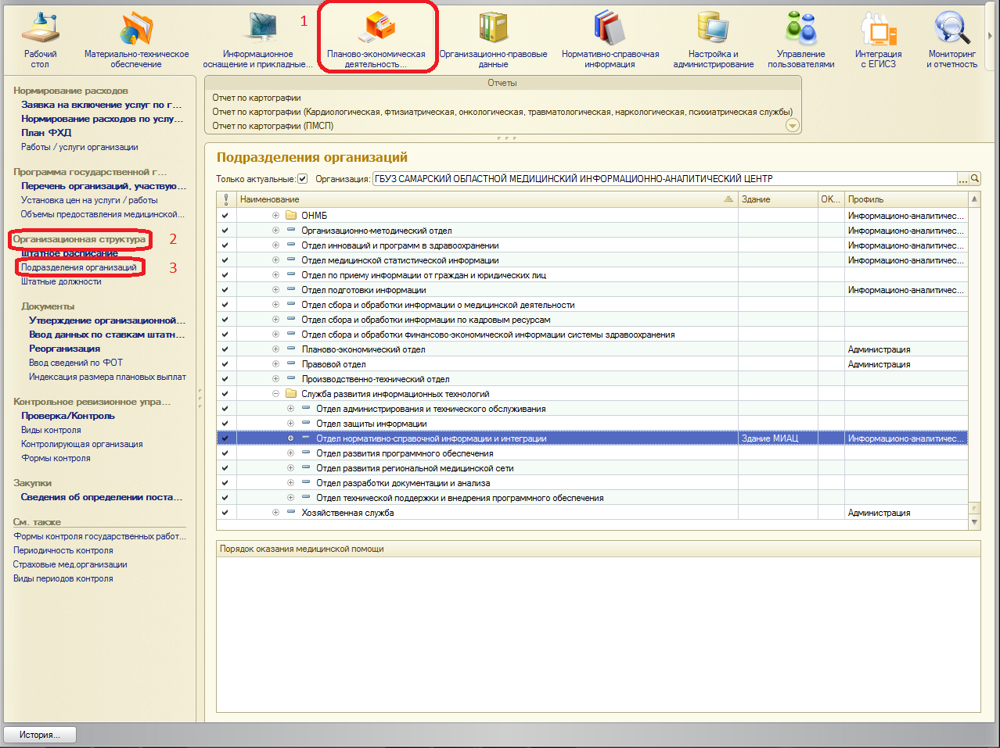 1
Рабочий
стол
Материально-техническое
обеспечение
Информационное
оснащение и прикладные...
Планово-экономическая
деятельность...
Организационно-правовые
данные
Нормативно-справочная
информация
Настройка и
администрирование
Управление
пользователями
Интеграция
с ЕГИСЗ
Мониторинг
и отчетность
Нормирование расходов
Заявка на включение услуг по г...
Нормирование расходов по услу...
План ФХД
Работы / услуги организации
Программа государственной г...
Перечень организаций, участвую...
Установка цен на услуги / работы
Объемы предоставления медицинской...
Организационная структура
2
Штатное расписание
Подразделения организаций
3
Штатные должности
Документы
Утверждение организационной...
Ввод данных по ставкам штатн...
Реорганизация
Ввод сведений по ФОТ
Индексация размера плановых выплат
Контрольное ревизионное упра...
Проверка/Контроль
Виды контроля
Контролирующая организация
Формы контроля
Закупки
Сведения об определении поста...
См. также
Формы контроля государственных работ...
Периодичность контроля
Страховые мед.организации
Виды периодов контроля
Отчеты
Отчет по картографии
Отчет по картографии (Кардиологическая, фтизиатрическая, онкологическая, травматологическая, наркологическая, психиатрическая службы)
Отчет по картографии (ПМСП)
Подразделения организаций
Только актуальные: Организация: ГБУЗ САМАРСКИЙ ОБЛАСТНОЙ МЕДИЦИНСКИЙ ИНФОРМАЦИОННО-АНАЛИТИЧЕСКИЙ ЦЕНТР ...
Наименование Здание ОК... Профиль
ОНМБ Информационо-аналитичес...
Организационно-методический отдел Информационо-аналитичес...
Отдел инноваций и программ в здравоохранении Информационо-аналитичес...
Отдел медицинской статистической информации Информационо-аналитичес...
Отдел по приему информации от граждан и юридических лиц
Отдел подготовки информации Информационо-аналитичес...
Отдел сбора и обработки информации о медицинской деятельности
Отдел сбора и обработки информации по кадровым ресурсам
Отдел сбора и обработки финансово-экономической информации системы здравоохранения
Планово-экономический отдел Администрация
Правовой отдел Администрация
Производственно-технический отдел
Служба развития информационных технологий
Отдел администрирования и технического обслуживания
Отдел защиты информации
Отдел нормативно-справочной информации и интеграции Здание МИАЦ Информационо-аналитичес...
Отдел развития программного обеспечения
Отдел развития региональной медицинской сети
Отдел разработки документации и анализа
Отдел технической поддержки и внедрения программного обеспечения
Хозяйственная служба Администрация
Порядок оказания медицинской помощи
История...